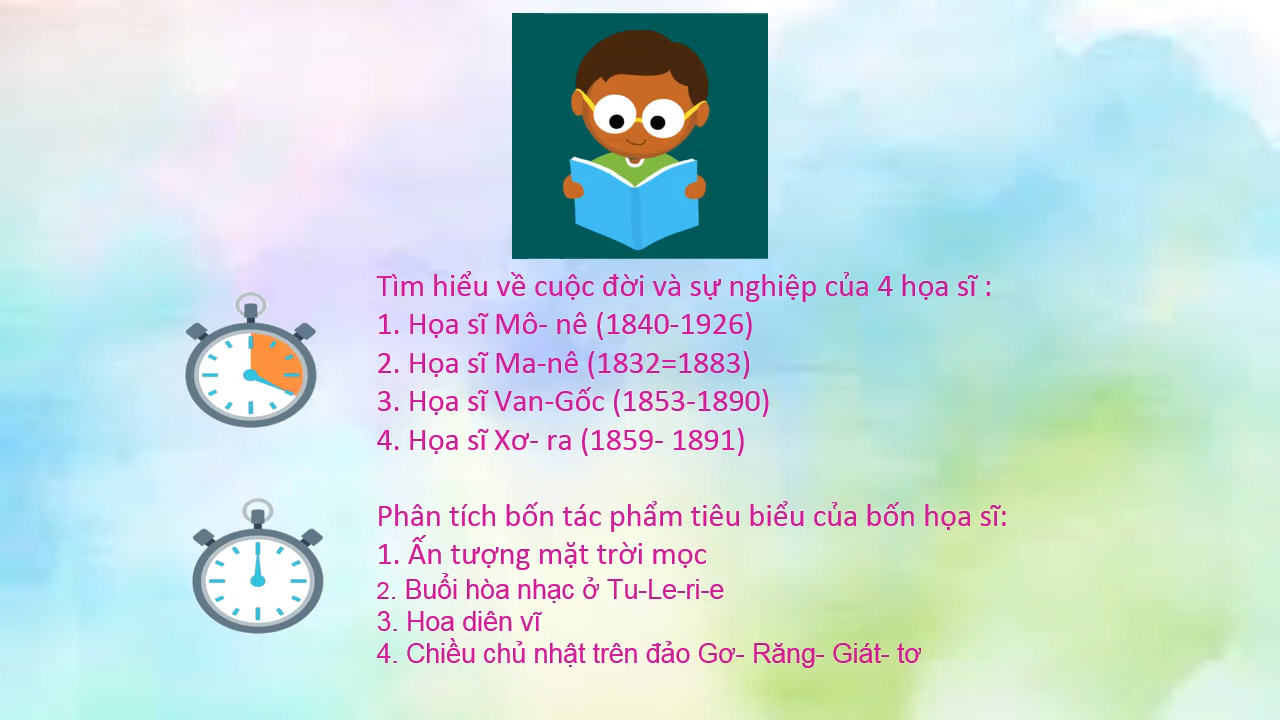 Tìm hiểu về cuộc đời và sự nghiệp của 4 họa sĩ :
1. Họa sĩ Mô- nê (1840-1926)
2. Họa sĩ Ma-nê (1832=1883)
3. Họa sĩ Van-Gốc (1853-1890)
4. Họa sĩ Xơ- ra (1859- 1891)
Phân tích bốn tác phẩm tiêu biểu của bốn họa sĩ:
1. Ấn tượng mặt trời mọc
2. Buổi hòa nhạc ở Tu-Le-ri-e
3. Hoa diên vĩ
4. Chiều chủ nhật trên đảo Gơ- Răng- Giát- tơ